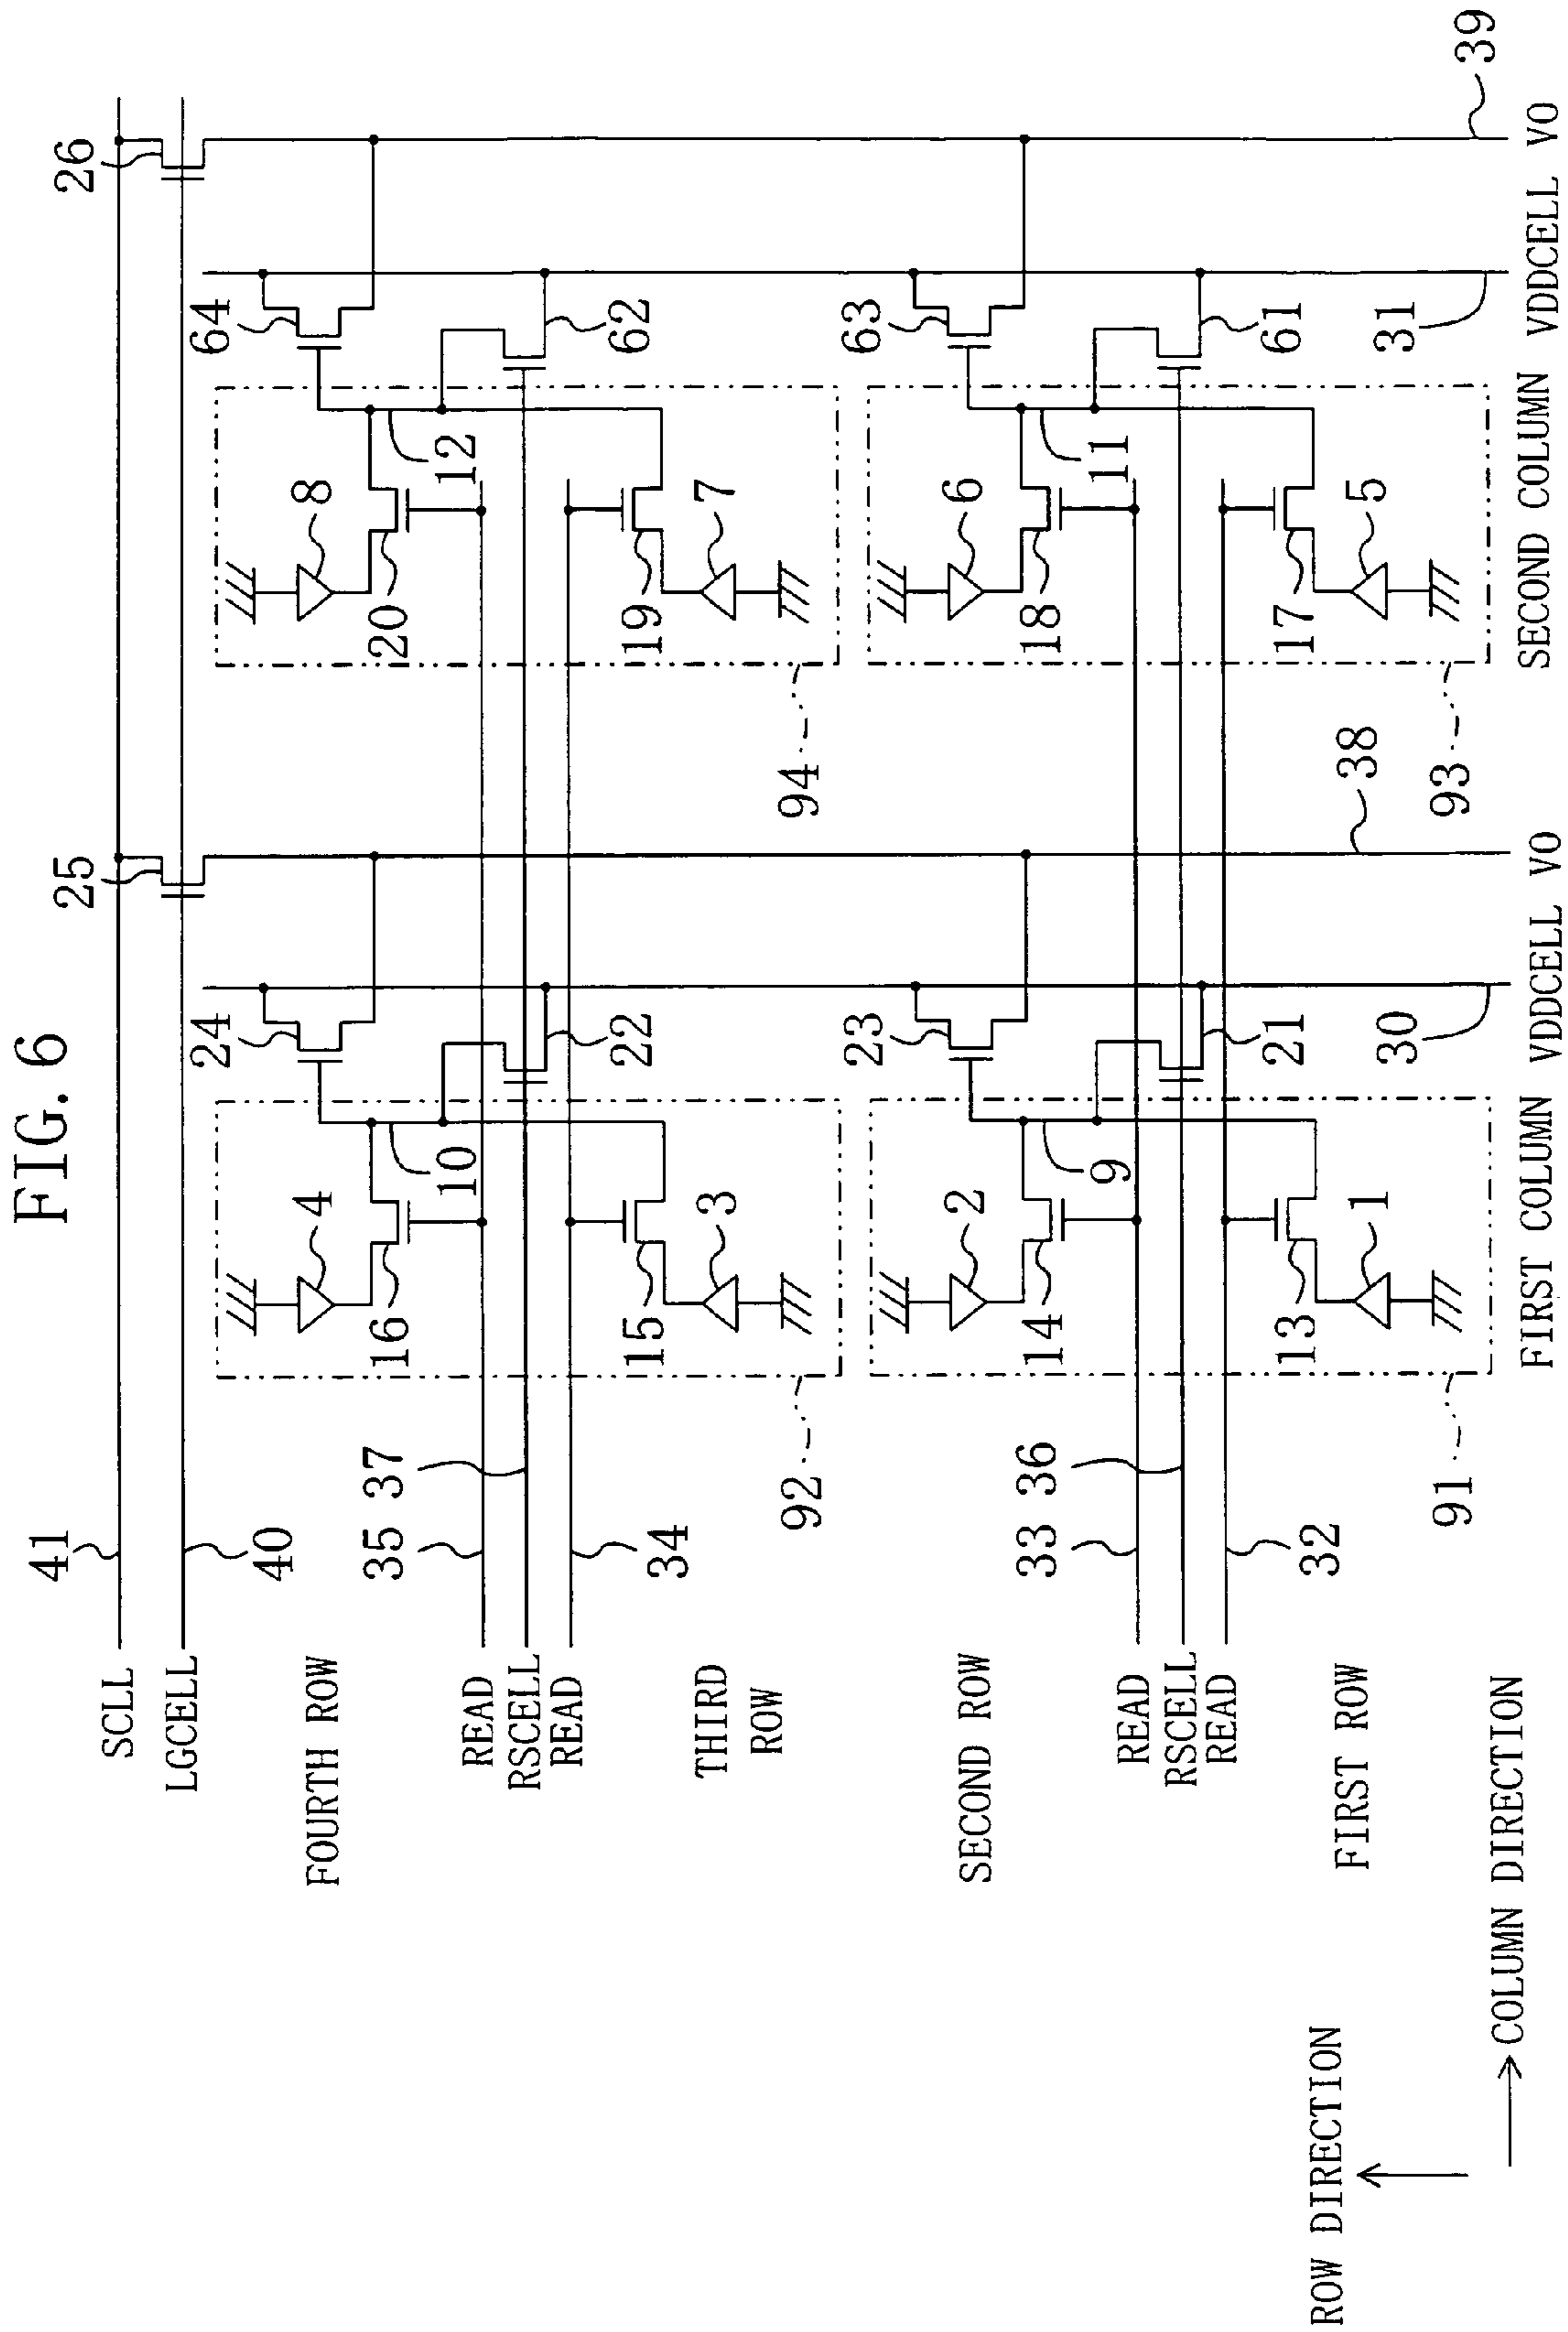 FIG. 6
41
SCLL
25
26
LGCELL
40
FOURTH ROW
4
24
8
64
16
10
20
12
35
READ
37
RSCELL
22
62
READ
34
15
3
19
7
THIRD
ROW
92
94
SECOND ROW
2
23
6
63
14
9
18
11
33
READ
36
RSCELL
21
61
READ
32
13
1
17
5
FIRST ROW
91
30
38
93
31
39
FIRST COLUMN VDDCELL VO
SECOND COLUMN VDDCELL VO
ROW DIRECTION
COLUMN DIRECTION